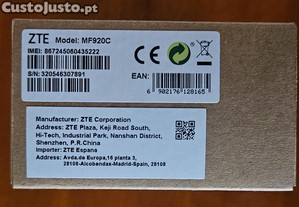 CustoJusto.pt
ZTE Model: MF920C
IMEI: 867245060435222
S/N: 320546307891
EAN:
6 902176 128165
Manufacturer: ZTE Corporation
Address: ZTE Plaza, Keji Road South,
Hi-Tech, Industrial Park, Nanshan District,
Shenzhen, P.R.China
Importer: ZTE Espana
Address: Avda.de Europa,16 planta 3,
28108-Alcobendas-Madrid-Spain, 28108